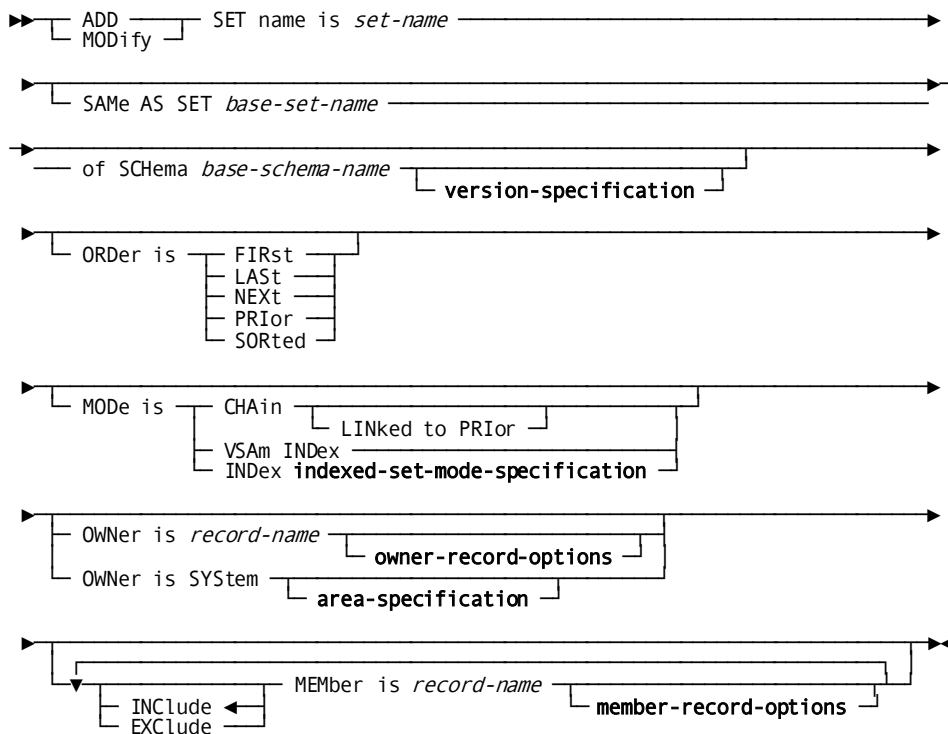 ADD SET name is set-name
MODify
SAMe AS SET base-set-name
of SCHema base-schema-name
version-specification
ORDer is FIRst
LASt
NEXt
PRIor
SORted
MODe is CHAin
LINked to PRIor
VSAm INDex
INDex indexed-set-mode-specification
OWNer is record-name
owner-record-options
OWNer is SYStem
area-specification
MEMber is record-name
INClude
member-record-options
EXClude